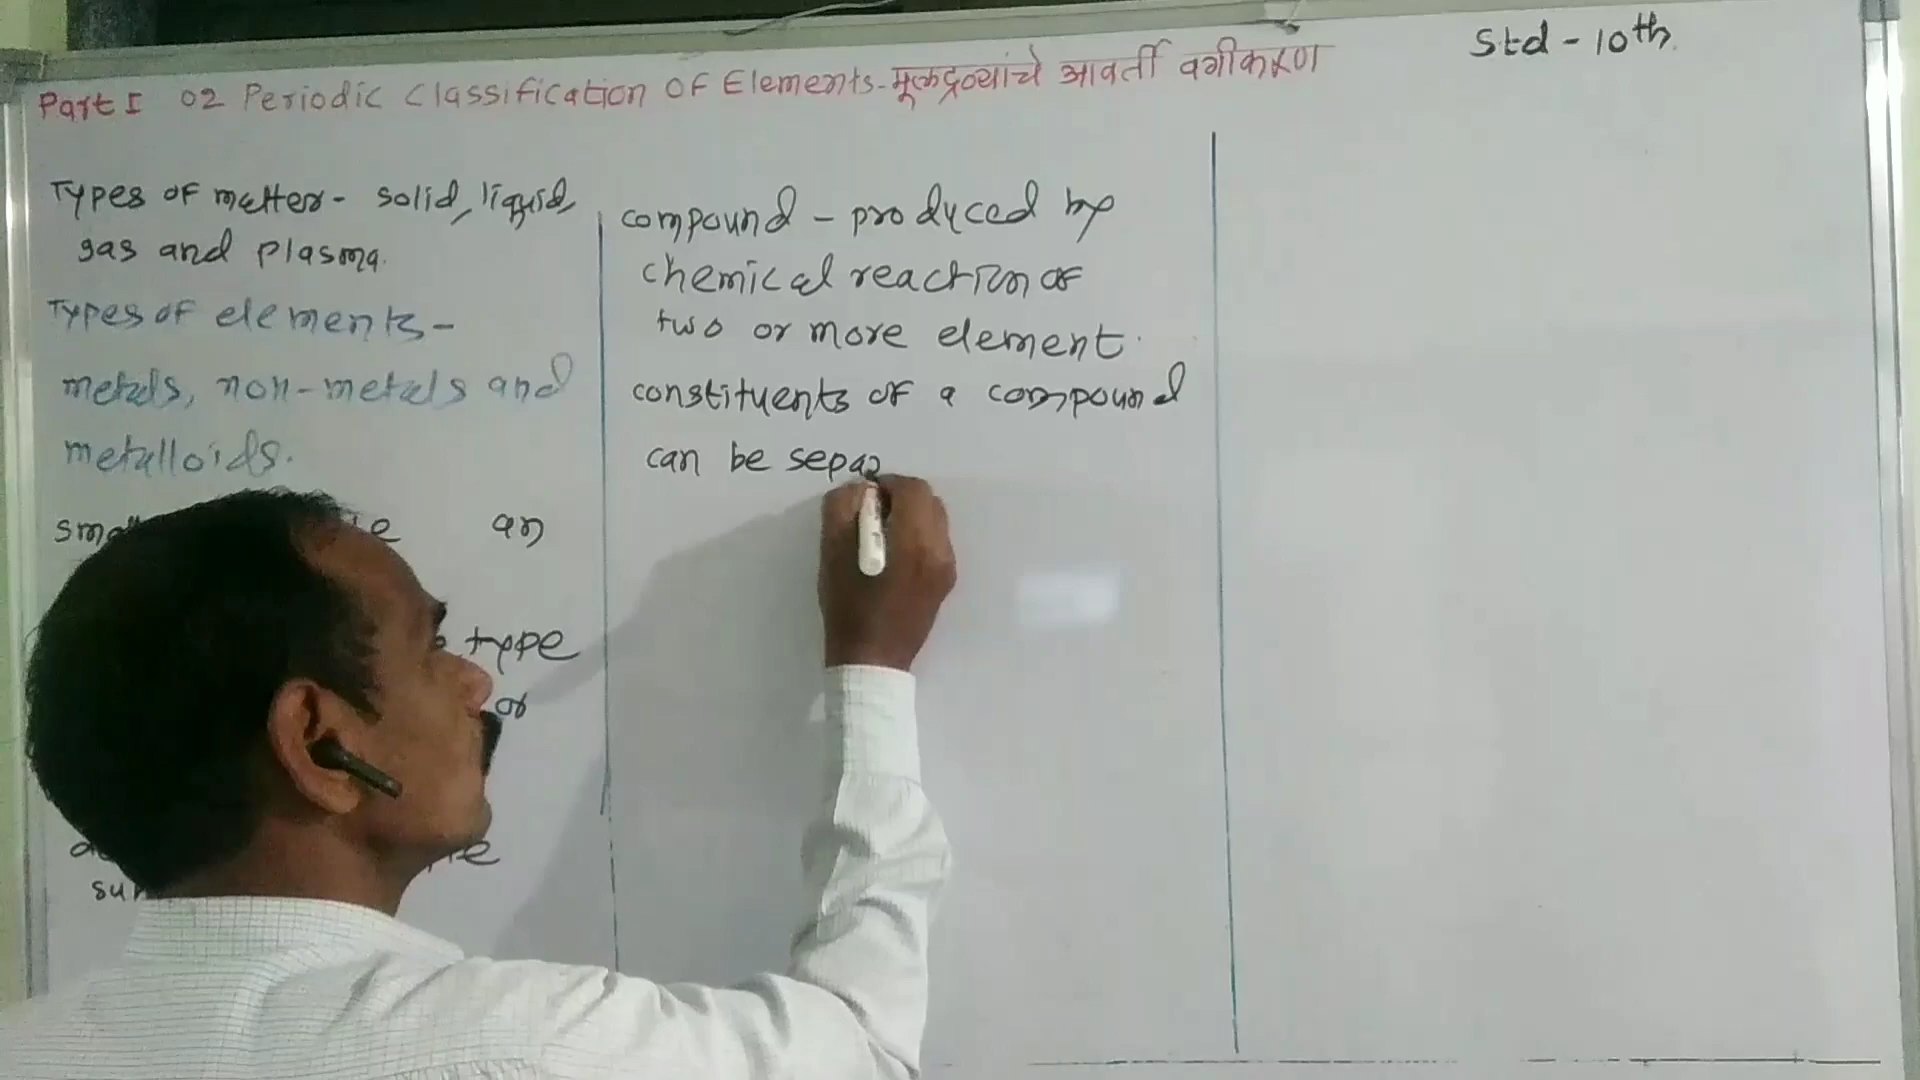 Std - 10th.
Part I 02 Periodic Classification OF Elements - मूलद्रव्यांचे आवर्ती वर्गीकरण
Types of matter - solid, liquid,
gas and plasma.
Types of elements -
metals, non-metals and
metalloids.
an
type
or
compound - produced by
chemical reaction of
two or more element.
constituents of a compound
can be separ